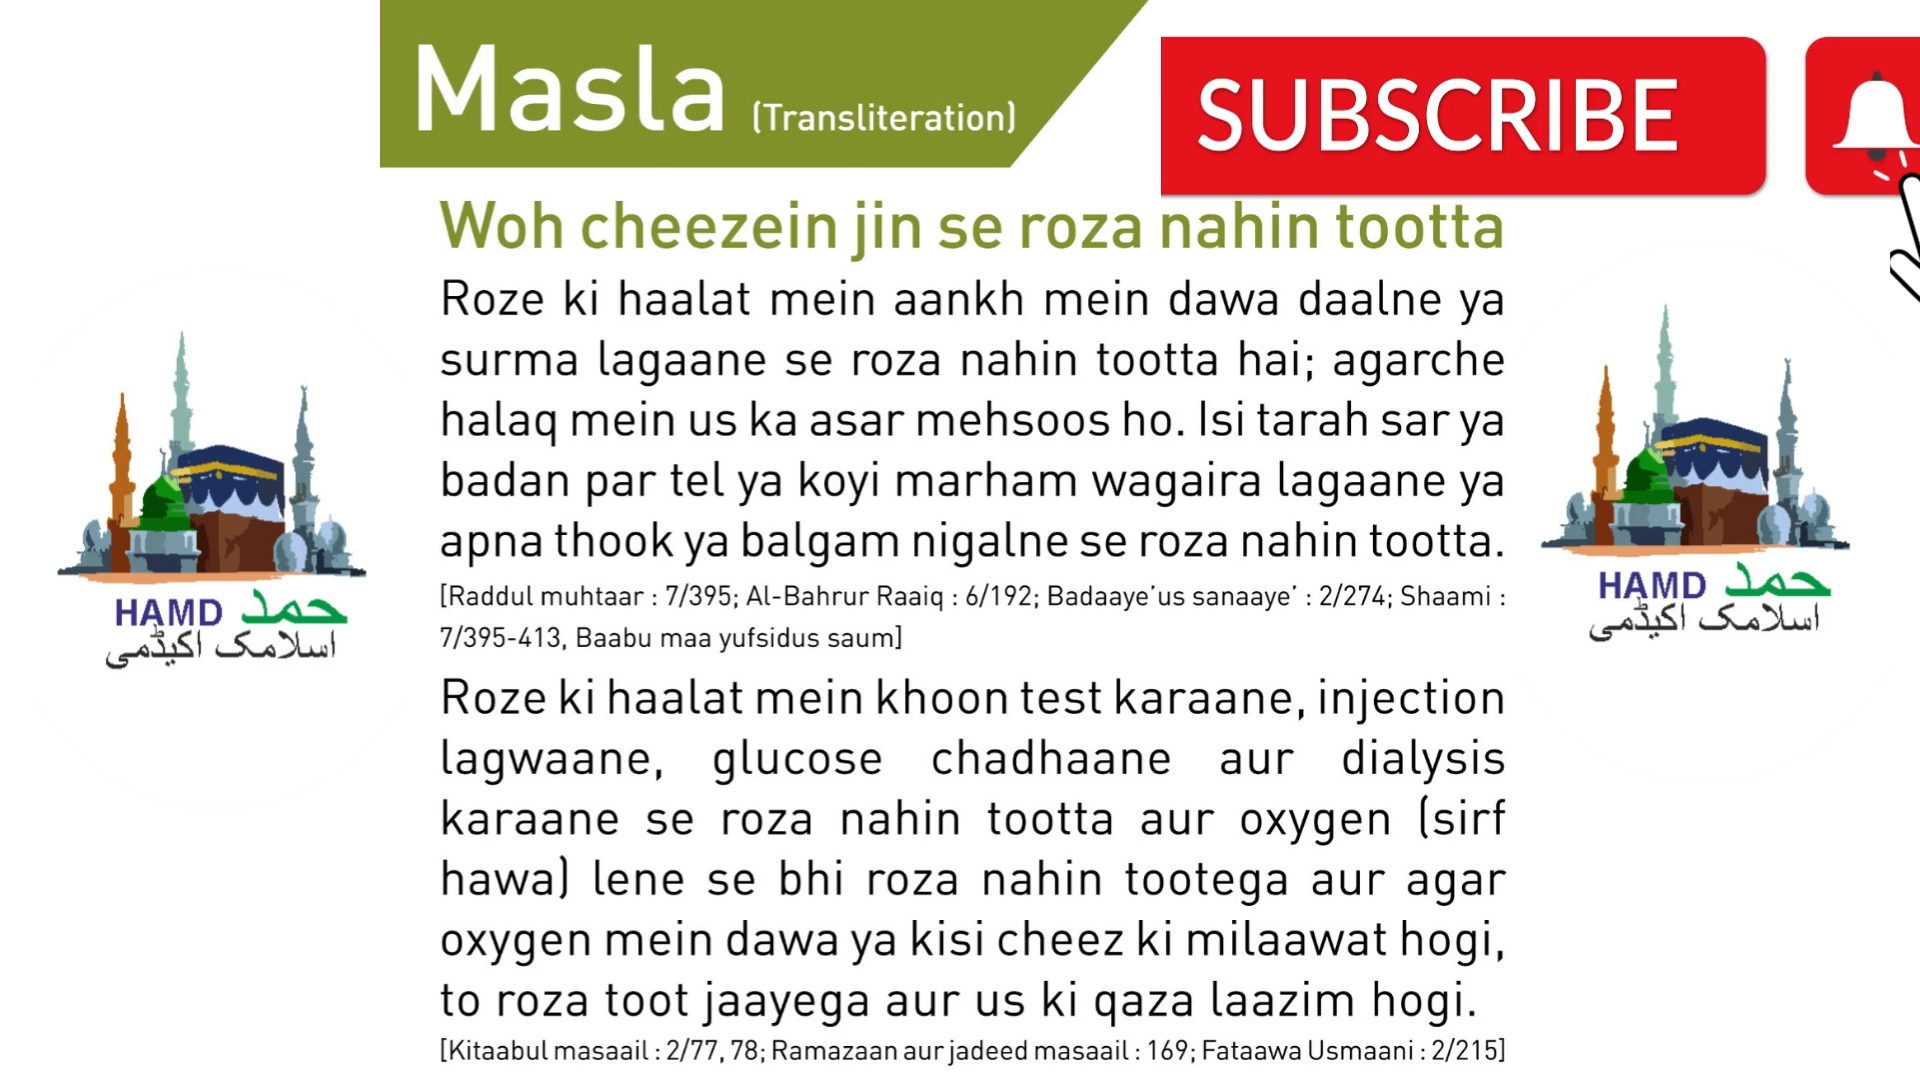 Masla (Transliteration)
SUBSCRIBE
Woh cheezein jin se roza nahin tootta
Roze ki haalat mein aankh mein dawa daalne ya
surma lagaane se roza nahin tootta hai; agarche
halaq mein us ka asar mehsoos ho. Isi tarah sar ya
badan par tel ya koyi marham wagaira lagaane ya
apna thook ya balgam nigalne se roza nahin tootta.
[Raddul muhtaar : 7/395; Al-Bahrur Raaiq : 6/192; Badaaye’us sanaaye’ : 2/274; Shaami :
7/395-413, Baabu maa yufsidus saum]
Roze ki haalat mein khoon test karaane, injection
lagwaane, glucose chadhaane aur dialysis
karaane se roza nahin tootta aur oxygen (sirf
hawa) lene se bhi roza nahin tootega aur agar
oxygen mein dawa ya kisi cheez ki milaawat hogi,
to roza toot jaayega aur us ki qaza laazim hogi.
[Kitaabul masaail : 2/77, 78; Ramazaan aur jadeed masaail : 169; Fataawa Usmaani : 2/215]
HAMD حمد
اسلامک اکیڈمی
HAMD حمد
اسلامک اکیڈمی